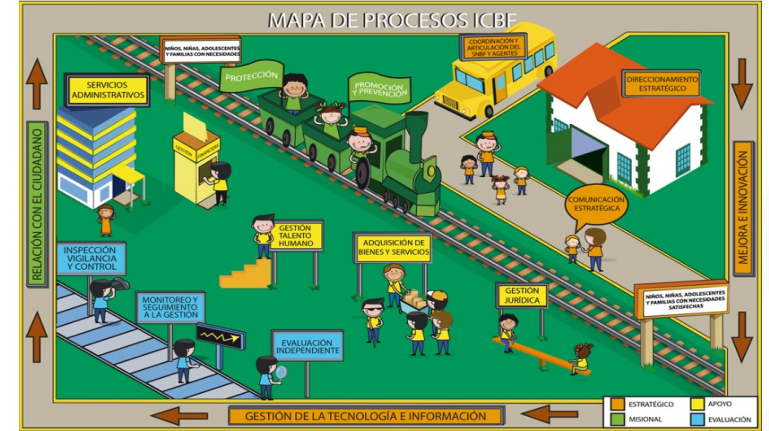 MAPA DE PROCESOS ICBF
NIÑOS, NIÑAS, ADOLESCENTES
Y FAMILIAS CON NECESIDADES
COORDINACIÓN Y
ARTICULACIÓN DEL
SNBF Y AGENTES
PROTECCIÓN
PROMOCIÓN
Y PREVENCIÓN
DIRECCIONAMIENTO
ESTRATÉGICO
SERVICIOS
ADMINISTRATIVOS
GESTIÓN
FINANCIERA
RELACIÓN CON EL CIUDADANO
MEJORA E INNOVACIÓN
COMUNICACIÓN
ESTRATÉGICA
GESTIÓN
TALENTO
HUMANO
ADQUISICIÓN DE
BIENES Y SERVICIOS
INSPECCIÓN
VIGILANCIA
Y CONTROL
MONITOREO Y
SEGUIMIENTO
A LA GESTIÓN
GESTIÓN
JURÍDICA
NIÑOS, NIÑAS, ADOLESCENTES
Y FAMILIAS CON NECESIDADES
SATISFECHAS
EVALUACIÓN
INDEPENDIENTE
GESTIÓN DE LA TECNOLOGÍA E INFORMACIÓN
ESTRATÉGICO
APOYO
MISIONAL
EVALUACIÓN